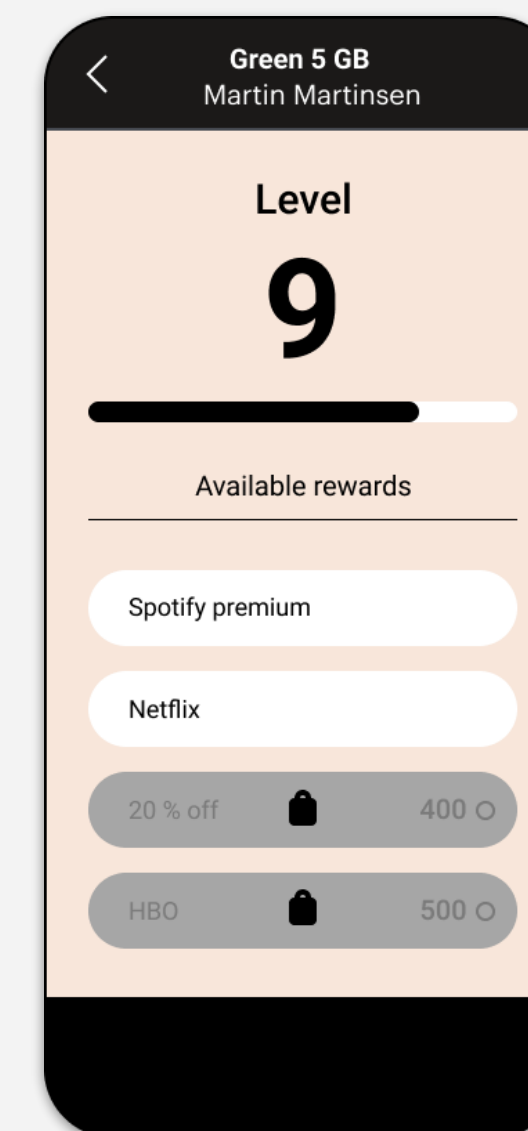 Green 5 GB
Martin Martinsen
Level
9
Available rewards
Spotify premium
Netflix
20 % off 400
HBO 500